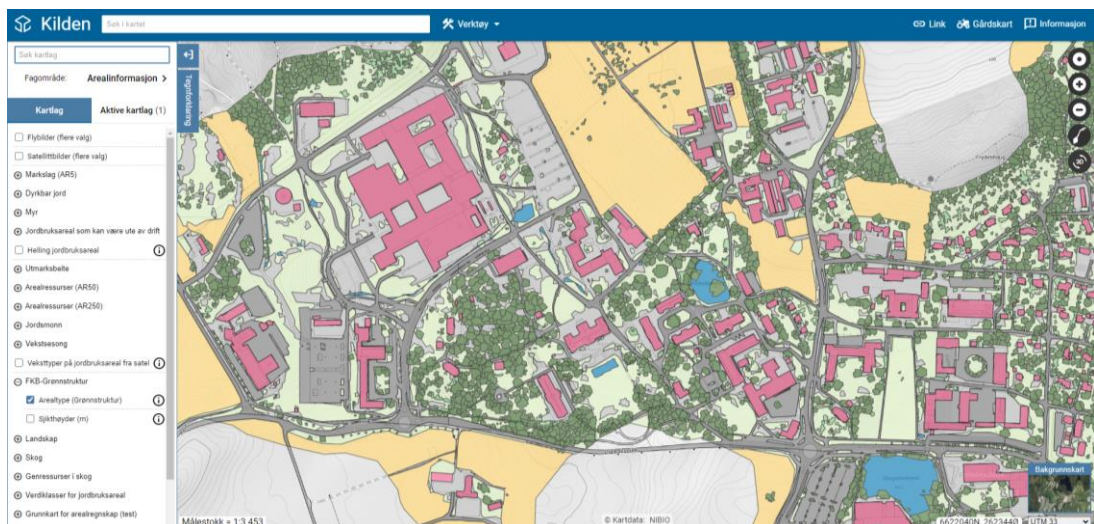 Kilden
Søk i kartet
Verktøy
Link
Gårdskart
Informasjon
Søk kartlag
Fagområde:
Arealinformasjon >
Kartlag
Aktive kartlag (1)
Tegnforklaring
Flybilder (flere valg)
Satellittbilder (flere valg)
Markslag (AR5)
Dyrkbar jord
Myr
Jordbruksareal som kan være ute av drift
Helling jordbruksareal
Utmarksbeite
Arealressurser (AR50)
Arealressurser (AR250)
Jordsmonn
Vekstsesong
Veksttyper på jordbruksareal fra satel
FKB-Grønnstruktur
Arealtype (Grønnstruktur)
Sjikthøyder (m)
Landskap
Skog
Genressurser i skog
Verdiklasser for jordbruksareal
Grunnkart for arealregnskap (test)
3D
Bakgrunnskart
Målestokk = 1:3 453
© Kartdata: NIBIO
6622040N, 262344Ø
UTM 33